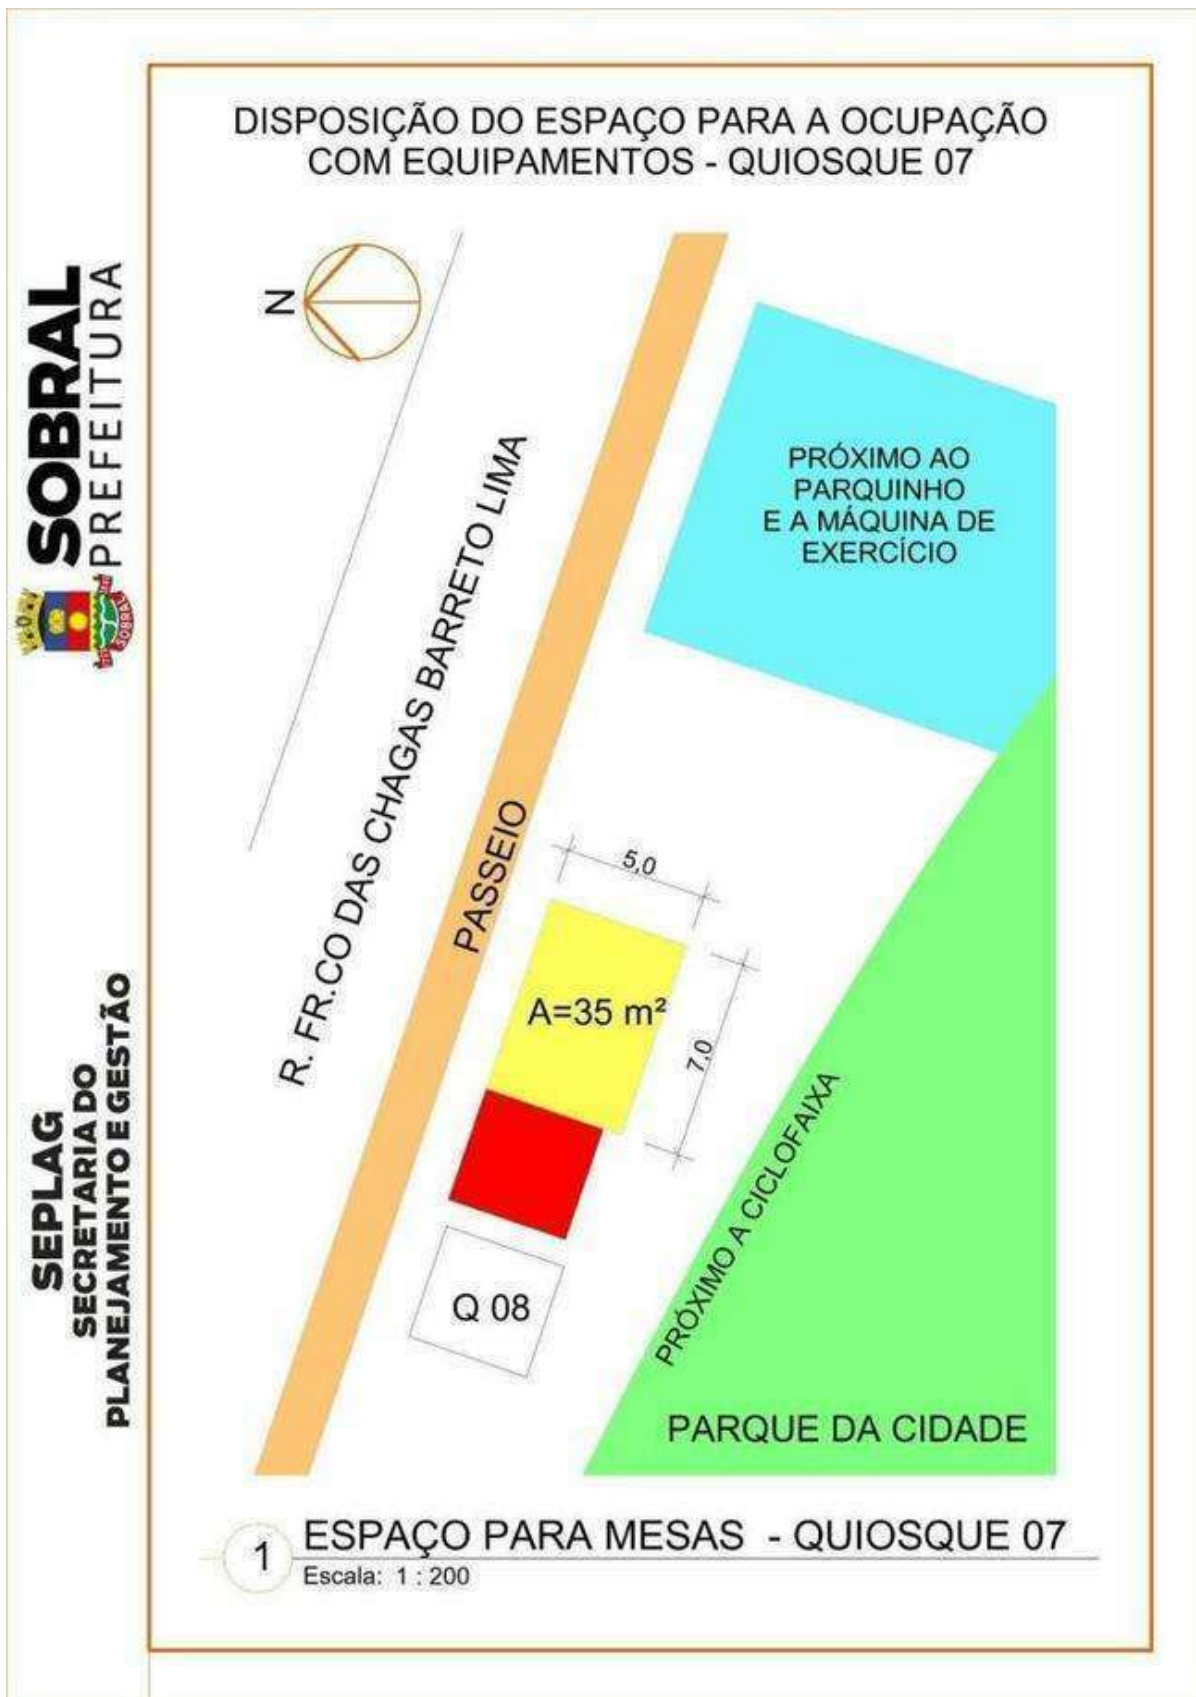 DISPOSIÇÃO DO ESPAÇO PARA A OCUPAÇÃO
COM EQUIPAMENTOS - QUIOSQUE 07
SOBRAL
PREFEITURA
SOBRAL
SEPLAG
SECRETARIA DO
PLANEJAMENTO E GESTÃO
N
R. FR.CO DAS CHAGAS BARRETO LIMA
PASSEIO
PRÓXIMO AO
PARQUINHO
E A MÁQUINA DE
EXERCÍCIO
5,0
A=35 m²
7,0
Q 08
PRÓXIMO A CICLOFAIXA
PARQUE DA CIDADE
1
ESPAÇO PARA MESAS - QUIOSQUE 07
Escala: 1 : 200